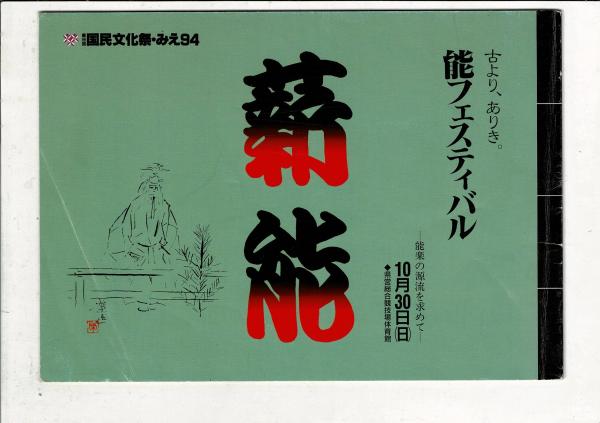 国民文化祭・みえ94
古より、ありき。
能フェスティバル
―能楽の源流を求めて―
10月30日(日)
◆県営総合競技場体育館
薪能